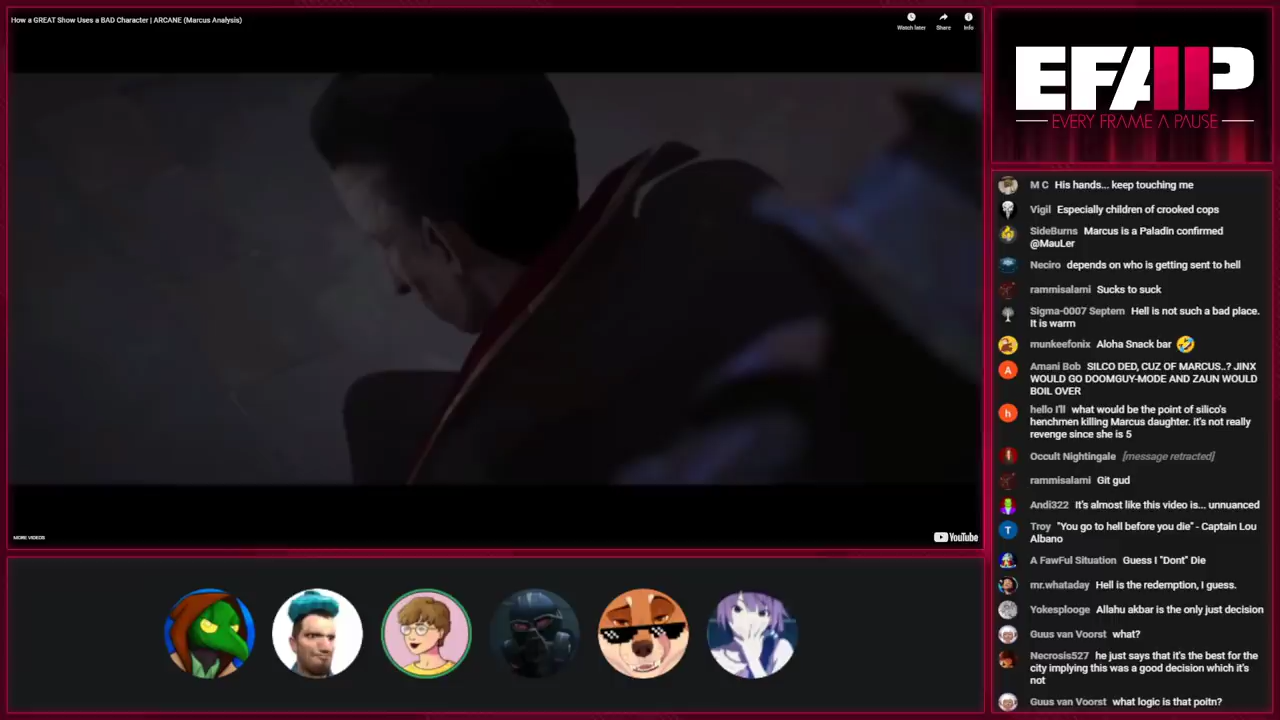 How a GREAT Show Uses a BAD Character | ARCANE (Marcus Analysis)
Watch later
Share
Info
MORE VIDEOS
YouTube
EFAP
EVERY FRAME A PAUSE
M C His hands... keep touching me
Vigil Especially children of crooked cops
SideBurns Marcus is a Paladin confirmed
@MauLer
Neciro depends on who is getting sent to hell
rammisalami Sucks to suck
Sigma-0007 Septem Hell is not such a bad place.
It is warm
munkeefonix Aloha Snack bar 🤣
Amani Bob SILCO DED, CUZ OF MARCUS..? JINX
WOULD GO DOOMGUY-MODE AND ZAUN WOULD
BOIL OVER
hello I'll what would be the point of silico's
henchmen killing Marcus daughter. it's not really
revenge since she is 5
Occult Nightingale [message retracted]
rammisalami Git gud
Andi322 It's almost like this video is... unnuanced
Troy "You go to hell before you die" - Captain Lou
Albano
A FawFul Situation Guess I "Dont" Die
mr.whataday Hell is the redemption, I guess.
Yokesplooge Allahu akbar is the only just decision
Guus van Voorst what?
Necrosis527 he just says that it's the best for the
city implying this was a good decision which it's
not
Guus van Voorst what logic is that poitn?